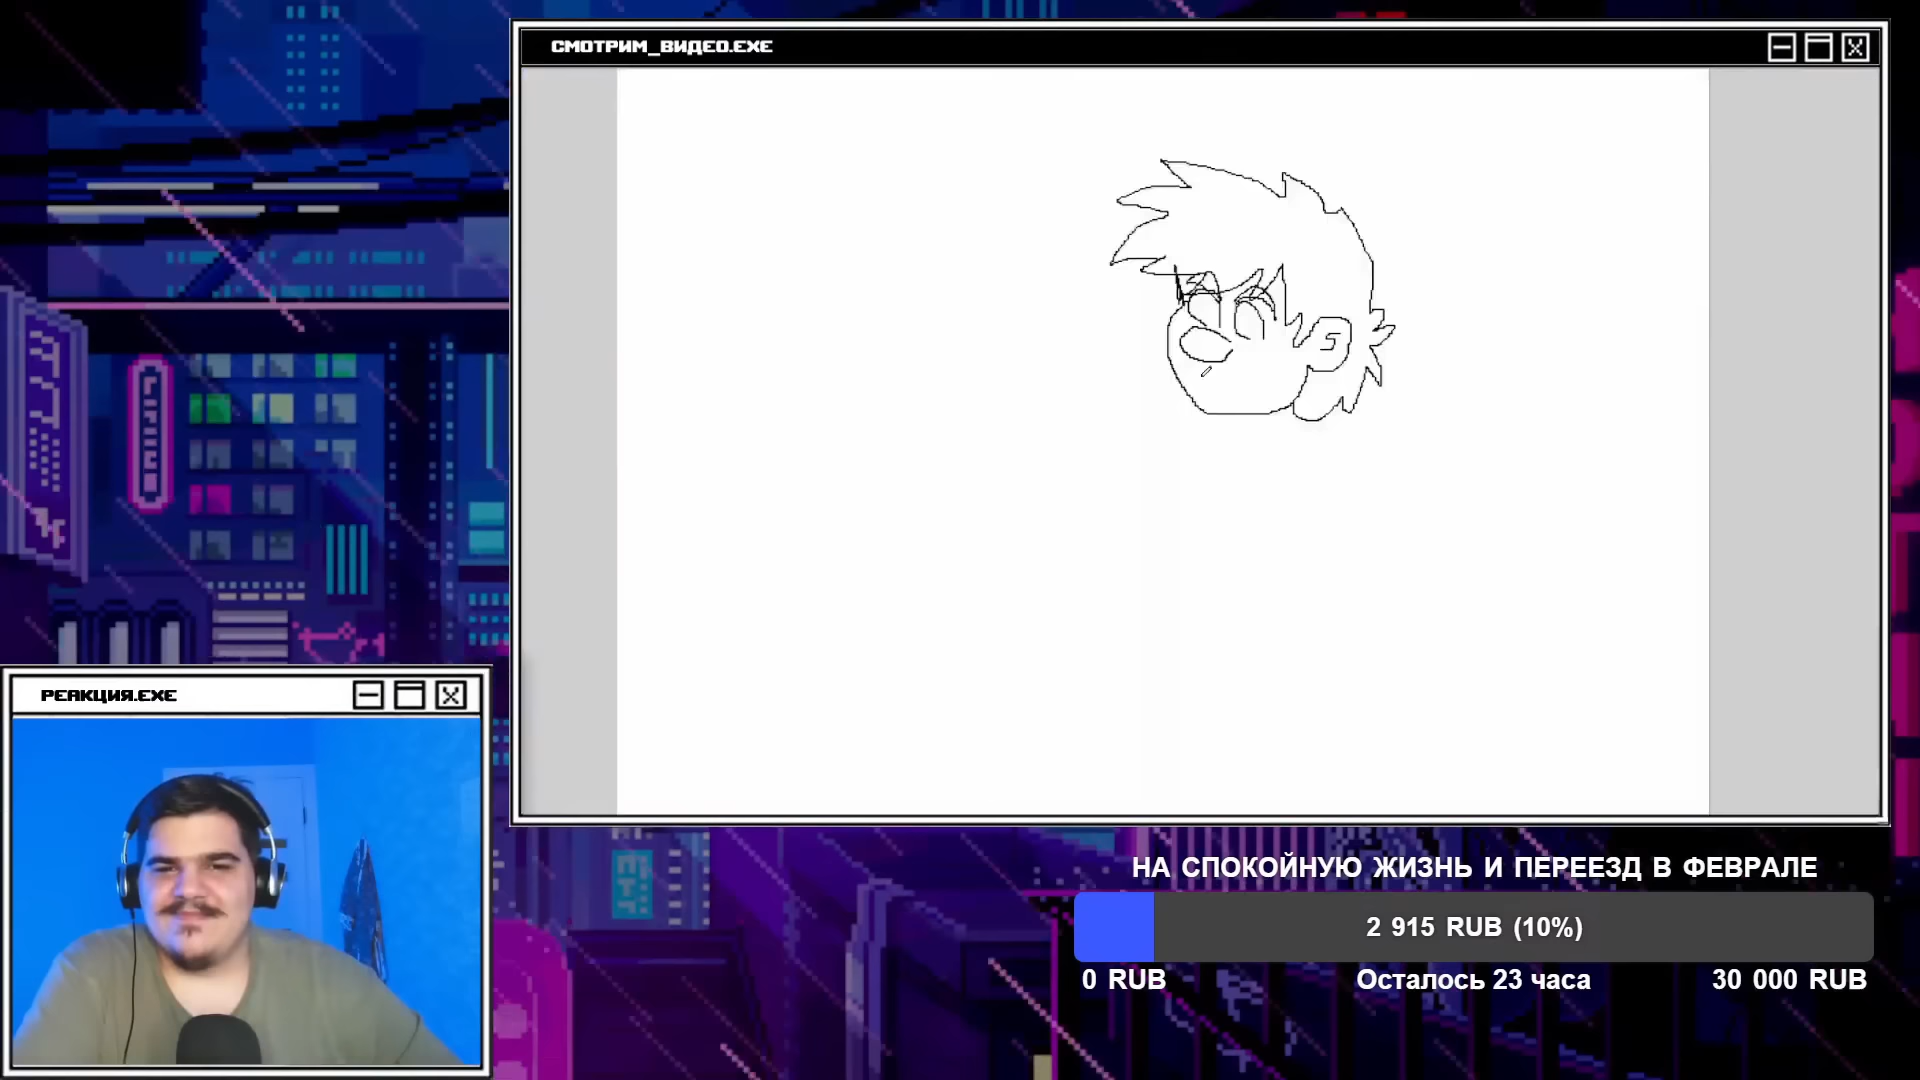 СМОТРИМ_ВИДЕО.EXE
РЕАКЦИЯ.EXE
НА СПОКОЙНУЮ ЖИЗНЬ И ПЕРЕЕЗД В ФЕВРАЛЕ
2 915 RUB (10%)
0 RUB Осталось 23 часа 30 000 RUB